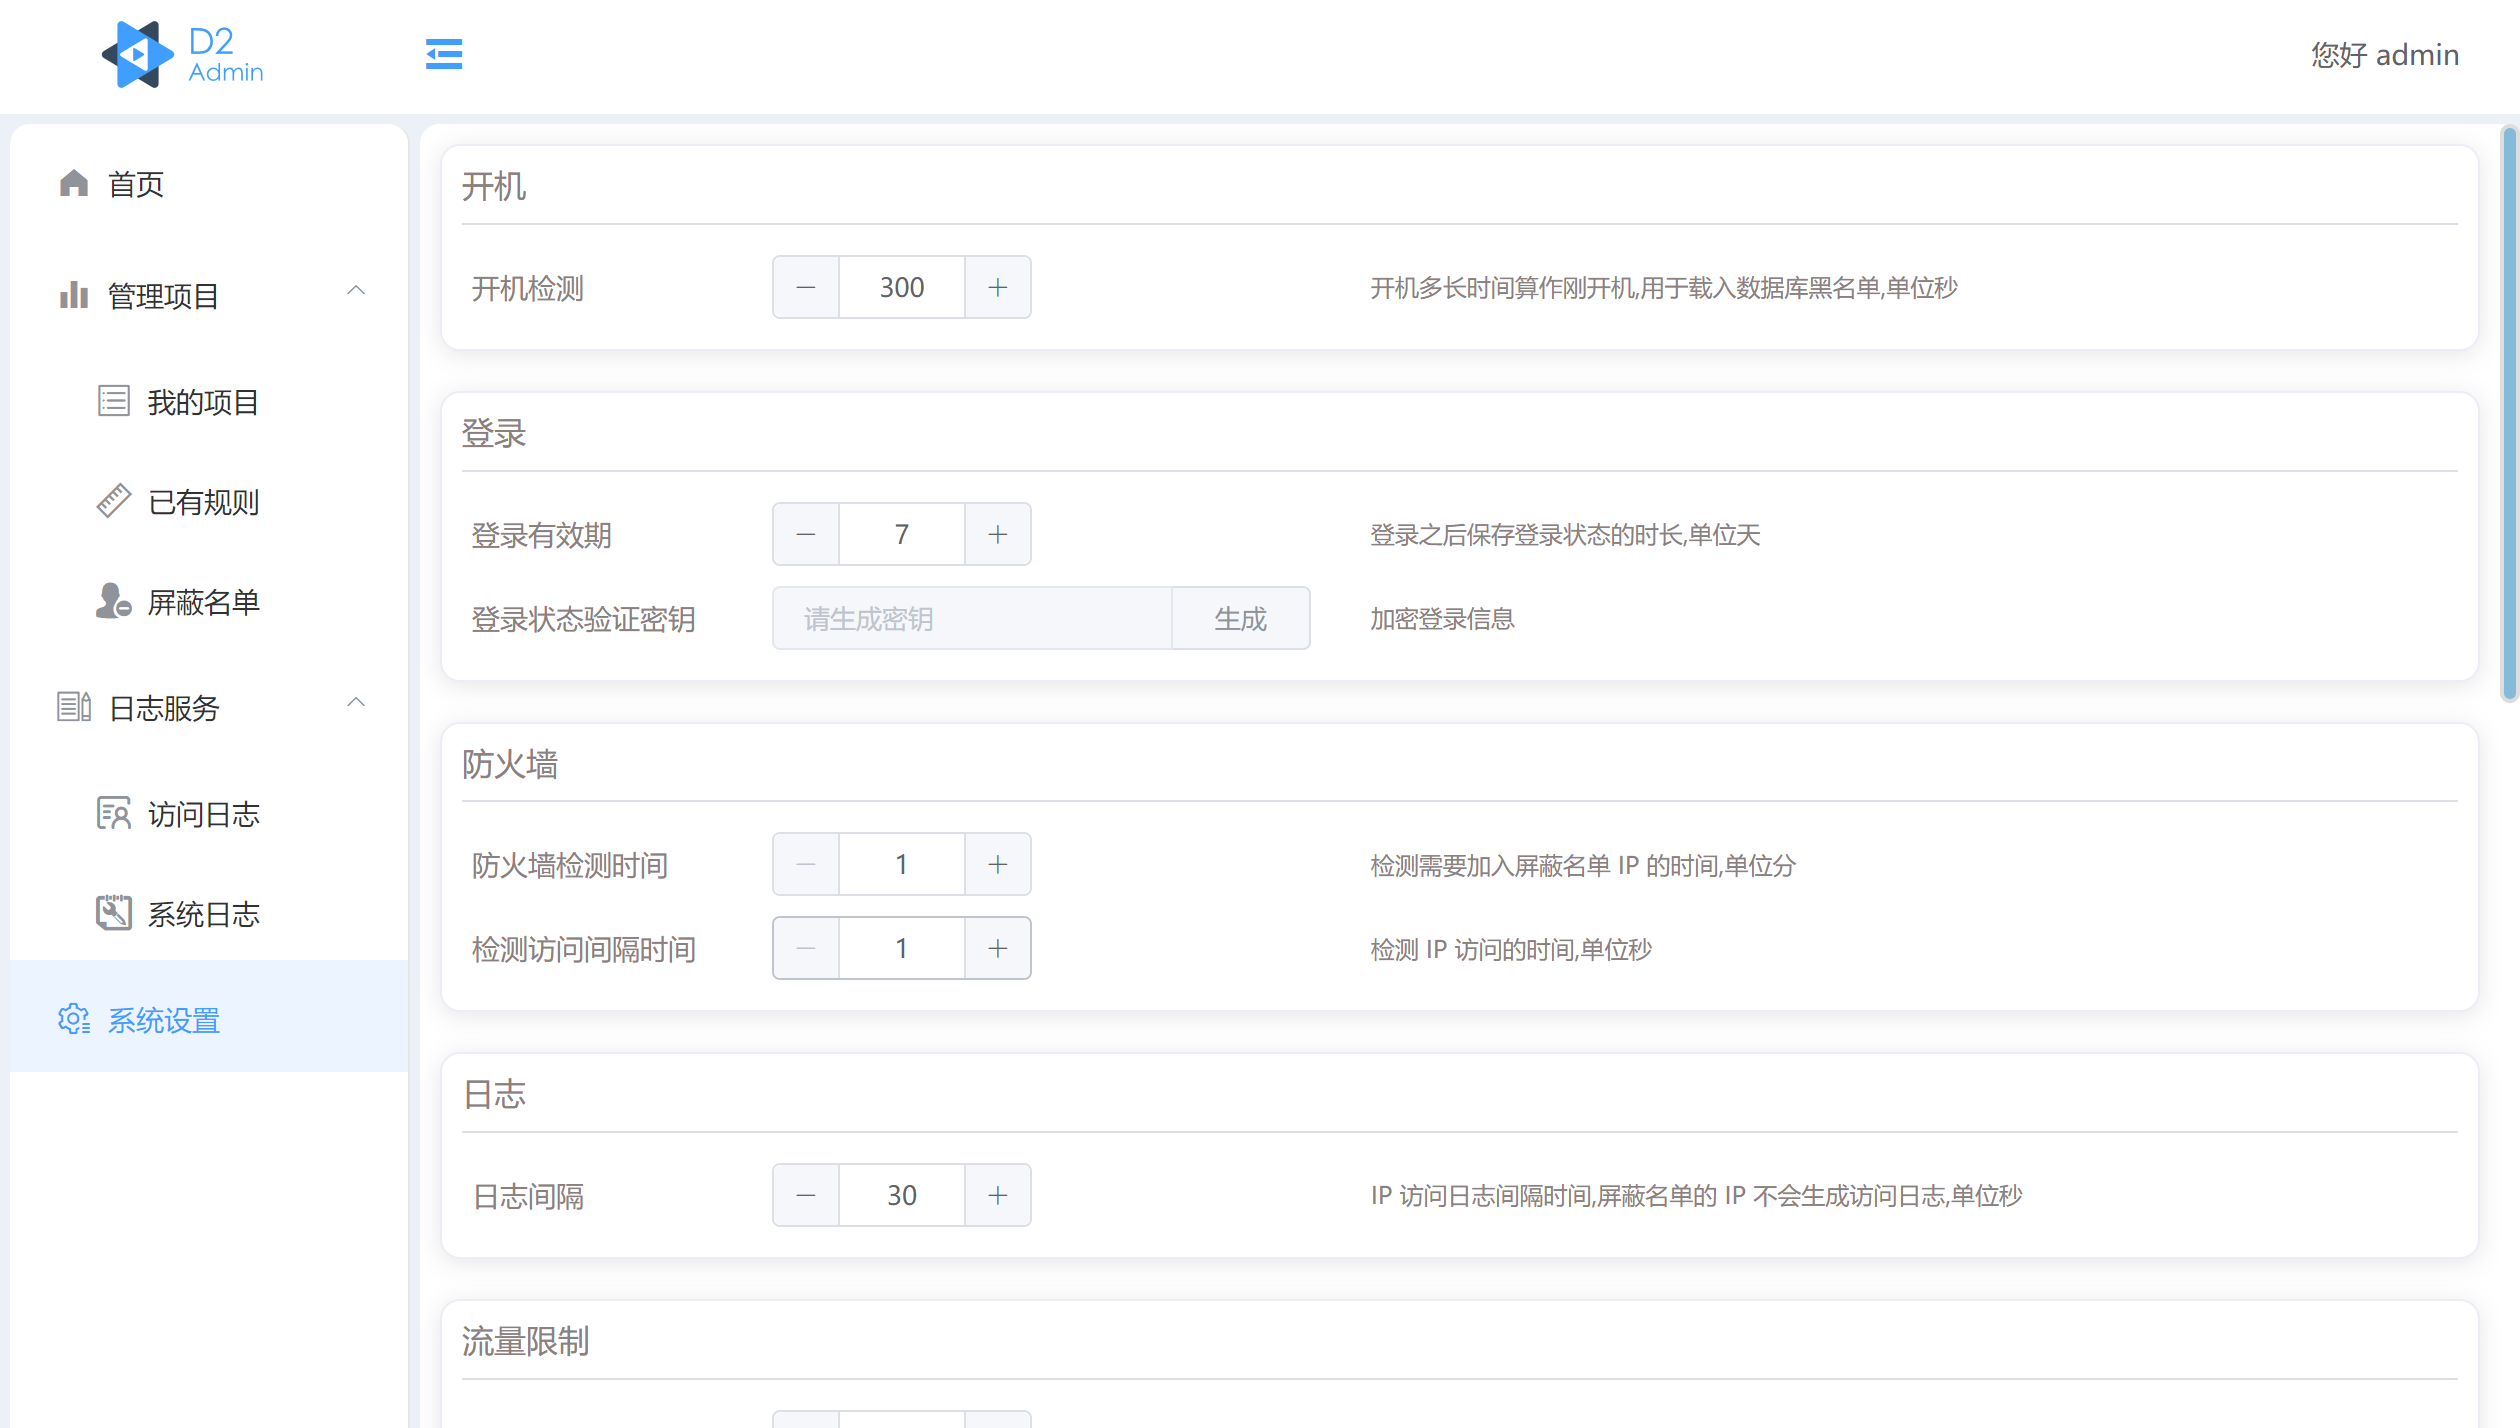 D2
Admin
您好 admin
首页
管理项目
我的项目
已有规则
屏蔽名单
日志服务
访问日志
系统日志
系统设置
开机
开机检测 300 开机多长时间算作刚开机,用于载入数据库黑名单,单位秒
登录
登录有效期 7 登录之后保存登录状态的时长,单位天
登录状态验证密钥 请生成密钥 生成 加密登录信息
防火墙
防火墙检测时间 1 检测需要加入屏蔽名单 IP 的时间,单位分
检测访问间隔时间 1 检测 IP 访问的时间,单位秒
日志
日志间隔 30 IP 访问日志间隔时间,屏蔽名单的 IP 不会生成访问日志,单位秒
流量限制